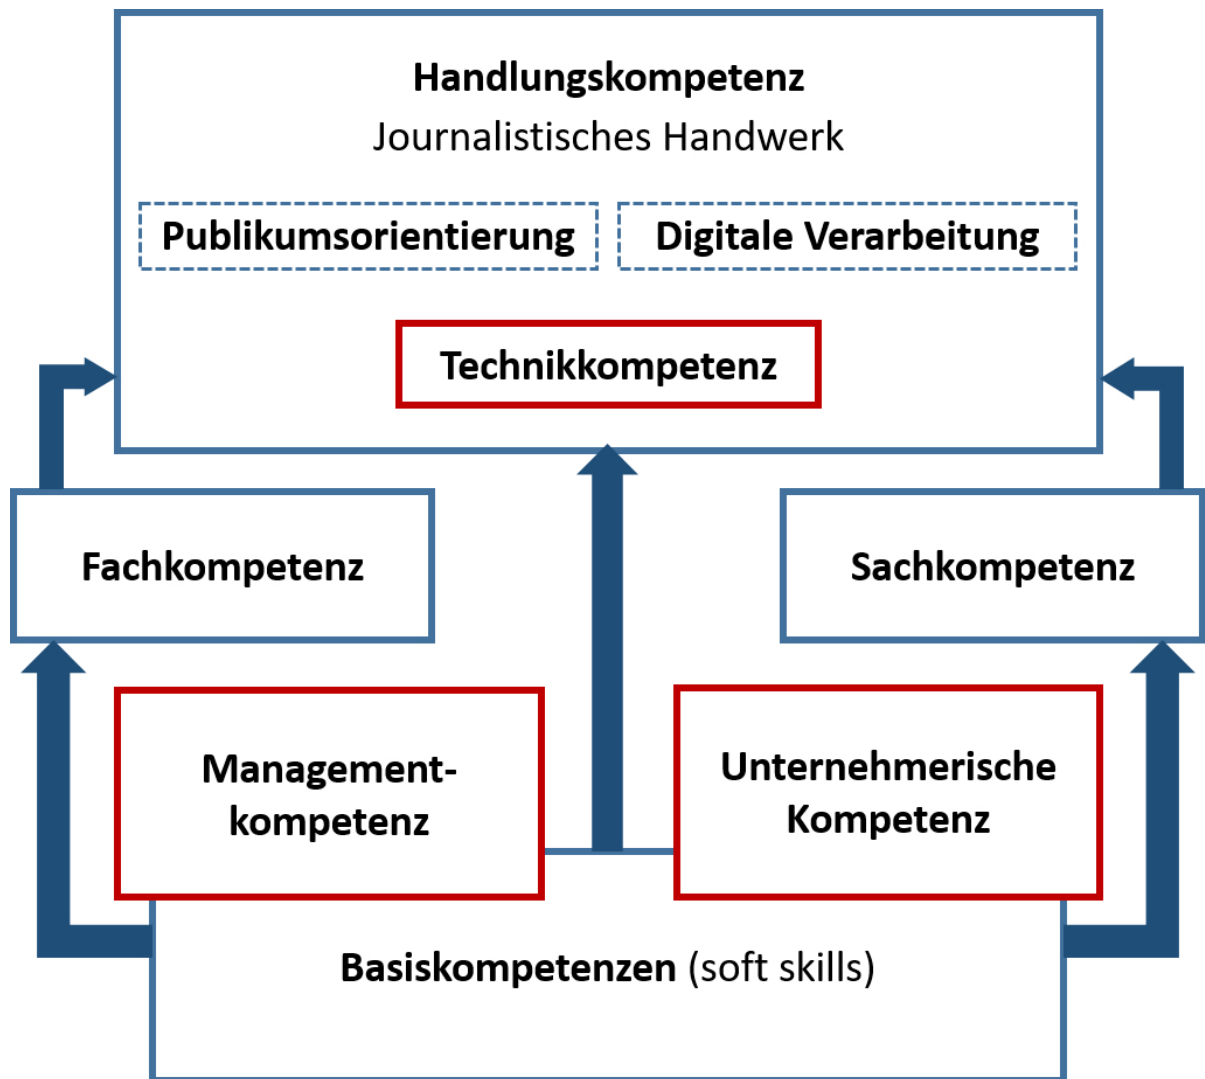 Handlungskompetenz
Journalistisches Handwerk
Publikumsorientierung
Digitale Verarbeitung
Technikkompetenz
Fachkompetenz
Sachkompetenz
Management-
kompetenz
Unternehmerische
Kompetenz
Basiskompetenzen (soft skills)